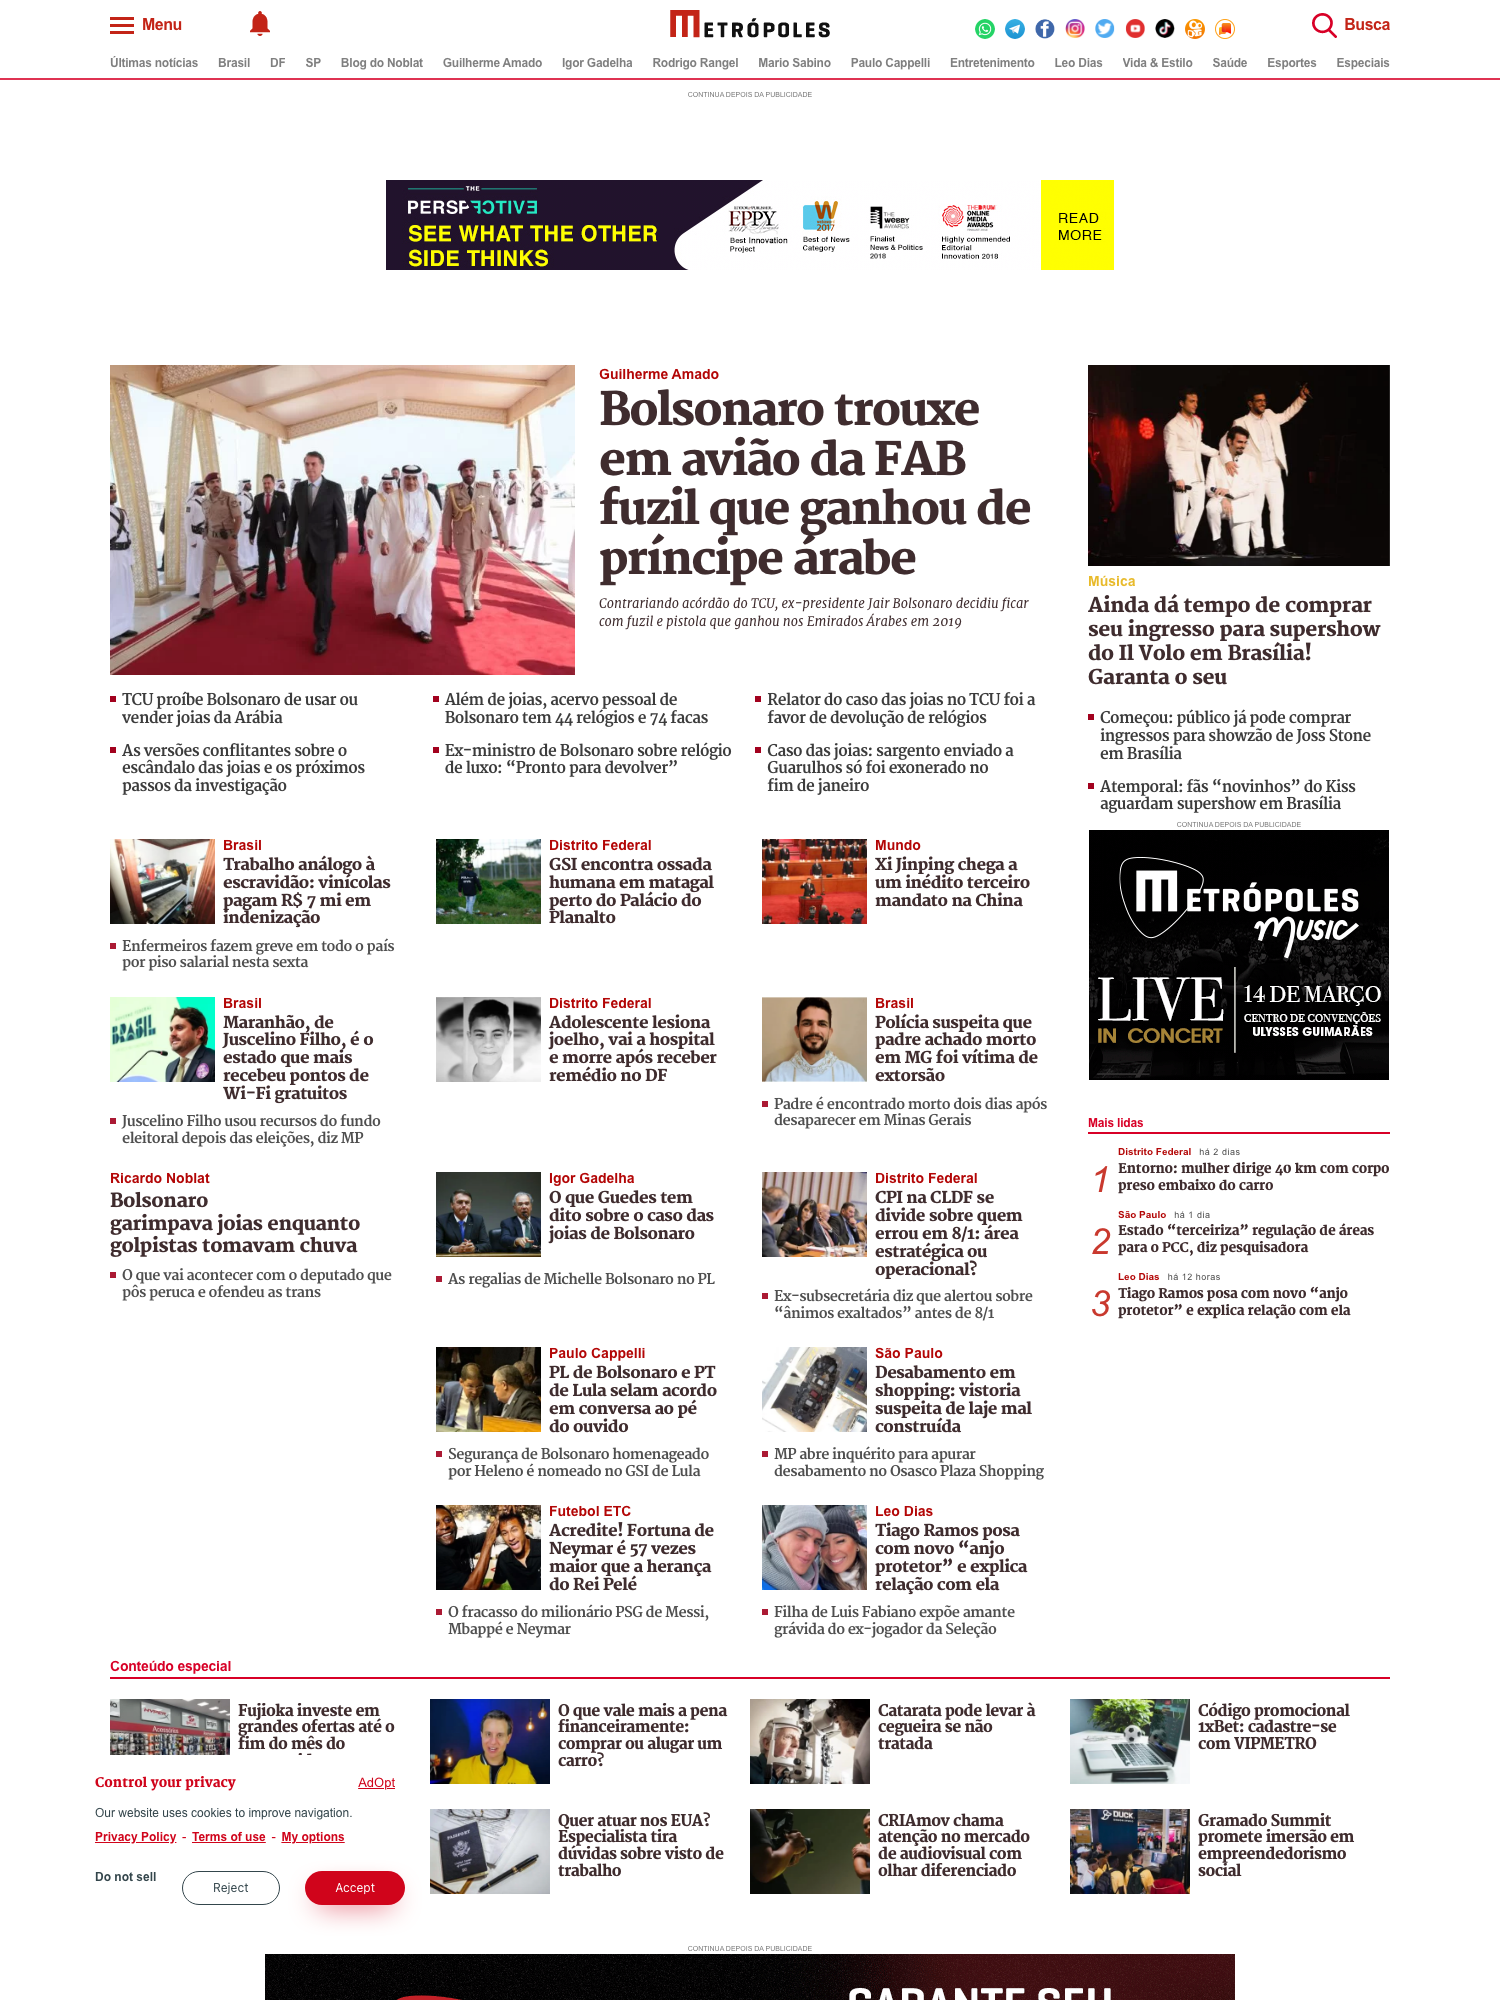 Menu
METRÓPOLES
Busca
Últimas notícias Brasil DF SP Blog do Noblat Guilherme Amado Igor Gadelha Rodrigo Rangel Mario Sabino Paulo Cappelli Entretenimento Leo Dias Vida & Estilo Saúde Esportes Especiais
CONTINUA DEPOIS DA PUBLICIDADE
THE
PERSPECTIVE
SEE WHAT THE OTHER
SIDE THINKS
EPPY
2017
Best Innovation
Project
W
2017
Best of News
Category
THE
WEBBY
AWARDS
Finalist
News & Politics
2018
THEDRUM
ONLINE
MEDIA
AWARDS
Highly commended
Editorial
Innovation 2018
READ
MORE
Guilherme Amado
Bolsonaro trouxe
em avião da FAB
fuzil que ganhou de
príncipe árabe
Contrariando acórdão do TCU, ex-presidente Jair Bolsonaro decidiu ficar
com fuzil e pistola que ganhou nos Emirados Árabes em 2019
TCU proíbe Bolsonaro de usar ou
vender joias da Arábia
As versões conflitantes sobre o
escândalo das joias e os próximos
passos da investigação
Além de joias, acervo pessoal de
Bolsonaro tem 44 relógios e 74 facas
Ex-ministro de Bolsonaro sobre relógio
de luxo: “Pronto para devolver”
Relator do caso das joias no TCU foi a
favor de devolução de relógios
Caso das joias: sargento enviado a
Guarulhos só foi exonerado no
fim de janeiro
Música
Ainda dá tempo de comprar
seu ingresso para supershow
do Il Volo em Brasília!
Garanta o seu
Começou: público já pode comprar
ingressos para showzão de Joss Stone
em Brasília
Atemporal: fãs “novinhos” do Kiss
aguardam supershow em Brasília
CONTINUA DEPOIS DA PUBLICIDADE
METRÓPOLES
Music
LIVE
IN CONCERT
14 DE MARÇO
CENTRO DE CONVENÇÕES
ULYSSES GUIMARÃES
Brasil
Trabalho análogo à
escravidão: vinícolas
pagam R$ 7 mi em
indenização
Enfermeiros fazem greve em todo o país
por piso salarial nesta sexta
Distrito Federal
GSI encontra ossada
humana em matagal
perto do Palácio do
Planalto
Mundo
Xi Jinping chega a
um inédito terceiro
mandato na China
BRASIL
Brasil
Maranhão, de
Juscelino Filho, é o
estado que mais
recebeu pontos de
Wi-Fi gratuitos
Juscelino Filho usou recursos do fundo
eleitoral depois das eleições, diz MP
Distrito Federal
Adolescente lesiona
joelho, vai a hospital
e morre após receber
remédio no DF
Brasil
Polícia suspeita que
padre achado morto
em MG foi vítima de
extorsão
Padre é encontrado morto dois dias após
desaparecer em Minas Gerais
Mais lidas
1
Distrito Federal há 2 dias
Entorno: mulher dirige 40 km com corpo
preso embaixo do carro
2
São Paulo há 1 dia
Estado “terceiriza” regulação de áreas
para o PCC, diz pesquisadora
3
Leo Dias há 12 horas
Tiago Ramos posa com novo “anjo
protetor” e explica relação com ela
Ricardo Noblat
Bolsonaro
garimpava joias enquanto
golpistas tomavam chuva
O que vai acontecer com o deputado que
pôs peruca e ofendeu as trans
Igor Gadelha
O que Guedes tem
dito sobre o caso das
joias de Bolsonaro
As regalias de Michelle Bolsonaro no PL
Distrito Federal
CPI na CLDF se
divide sobre quem
errou em 8/1: área
estratégica ou
operacional?
Ex-subsecretária diz que alertou sobre
“ânimos exaltados” antes de 8/1
Paulo Cappelli
PL de Bolsonaro e PT
de Lula selam acordo
em conversa ao pé
do ouvido
Segurança de Bolsonaro homenageado
por Heleno é nomeado no GSI de Lula
São Paulo
Desabamento em
shopping: vistoria
suspeita de laje mal
construída
MP abre inquérito para apurar
desabamento no Osasco Plaza Shopping
Futebol ETC
Acredite! Fortuna de
Neymar é 57 vezes
maior que a herança
do Rei Pelé
O fracasso do milionário PSG de Messi,
Mbappé e Neymar
Leo Dias
Tiago Ramos posa
com novo “anjo
protetor” e explica
relação com ela
Filha de Luis Fabiano expõe amante
grávida do ex-jogador da Seleção
Conteúdo especial
Fujioka investe em
grandes ofertas até o
fim do mês do
O que vale mais a pena
financeiramente:
comprar ou alugar um
carro?
Catarata pode levar à
cegueira se não
tratada
Código promocional
1xBet: cadastre-se
com VIPMETRO
Control your privacy
AdOpt
Our website uses cookies to improve navigation.
Privacy Policy - Terms of use - My options
Do not sell
Reject
Accept
PASSPORT
Quer atuar nos EUA?
Especialista tira
dúvidas sobre visto de
trabalho
CRIAmov chama
atenção no mercado
de audiovisual com
olhar diferenciado
DUCK
Gramado Summit
promete imersão em
empreendedorismo
social
CONTINUA DEPOIS DA PUBLICIDADE
GARANTE SEU